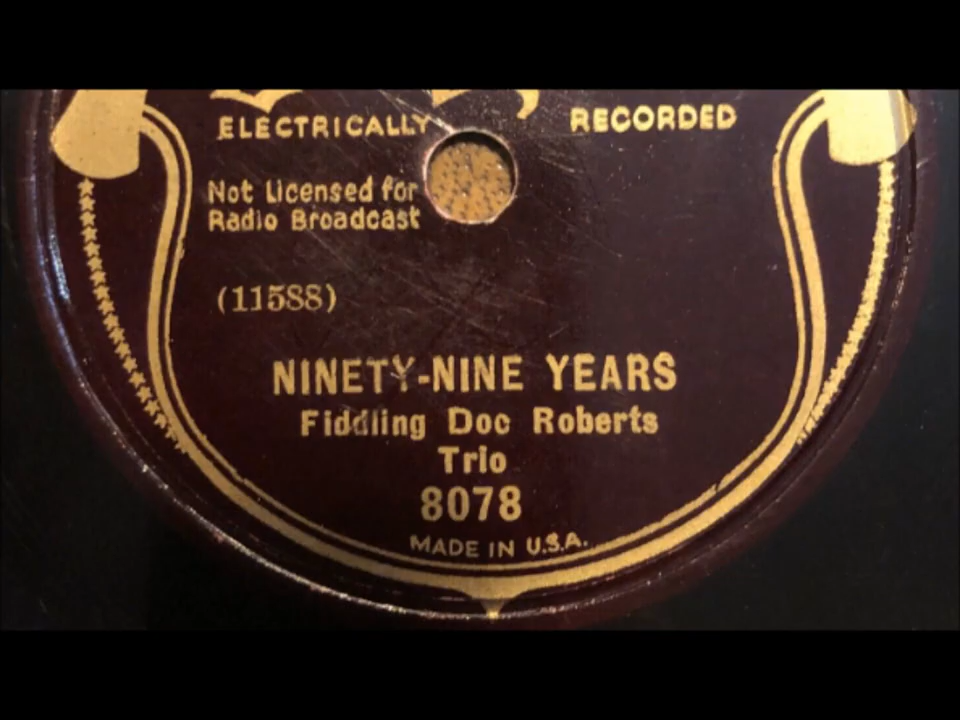 ELECTRICALLY RECORDED
Not Licensed for
Radio Broadcast
(11588)
NINETY-NINE YEARS
Fiddling Doc Roberts
Trio
8078
MADE IN U.S.A.